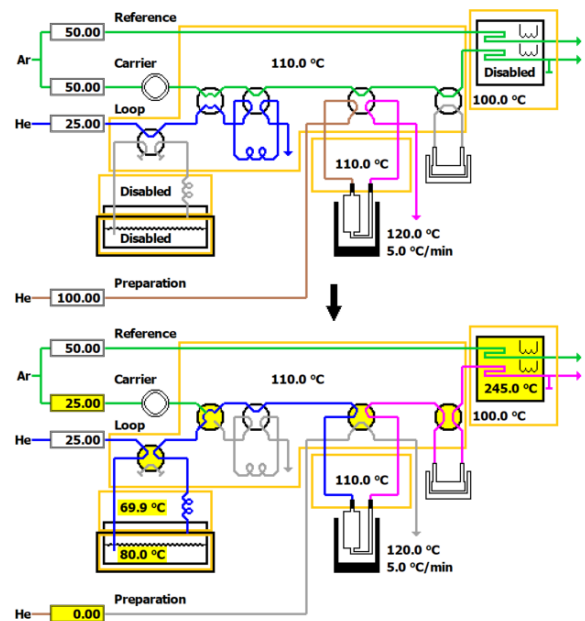 Reference
50.00
Ar
Carrier
50.00
110.0 °C
Disabled
100.0 °C
Loop
He 25.00
Disabled
110.0 °C
Disabled
120.0 °C
5.0 °C/min
Preparation
He 100.00
Reference
50.00
Ar
Carrier
25.00
110.0 °C
245.0 °C
100.0 °C
Loop
He 25.00
69.9 °C
110.0 °C
80.0 °C
120.0 °C
5.0 °C/min
Preparation
He 0.00